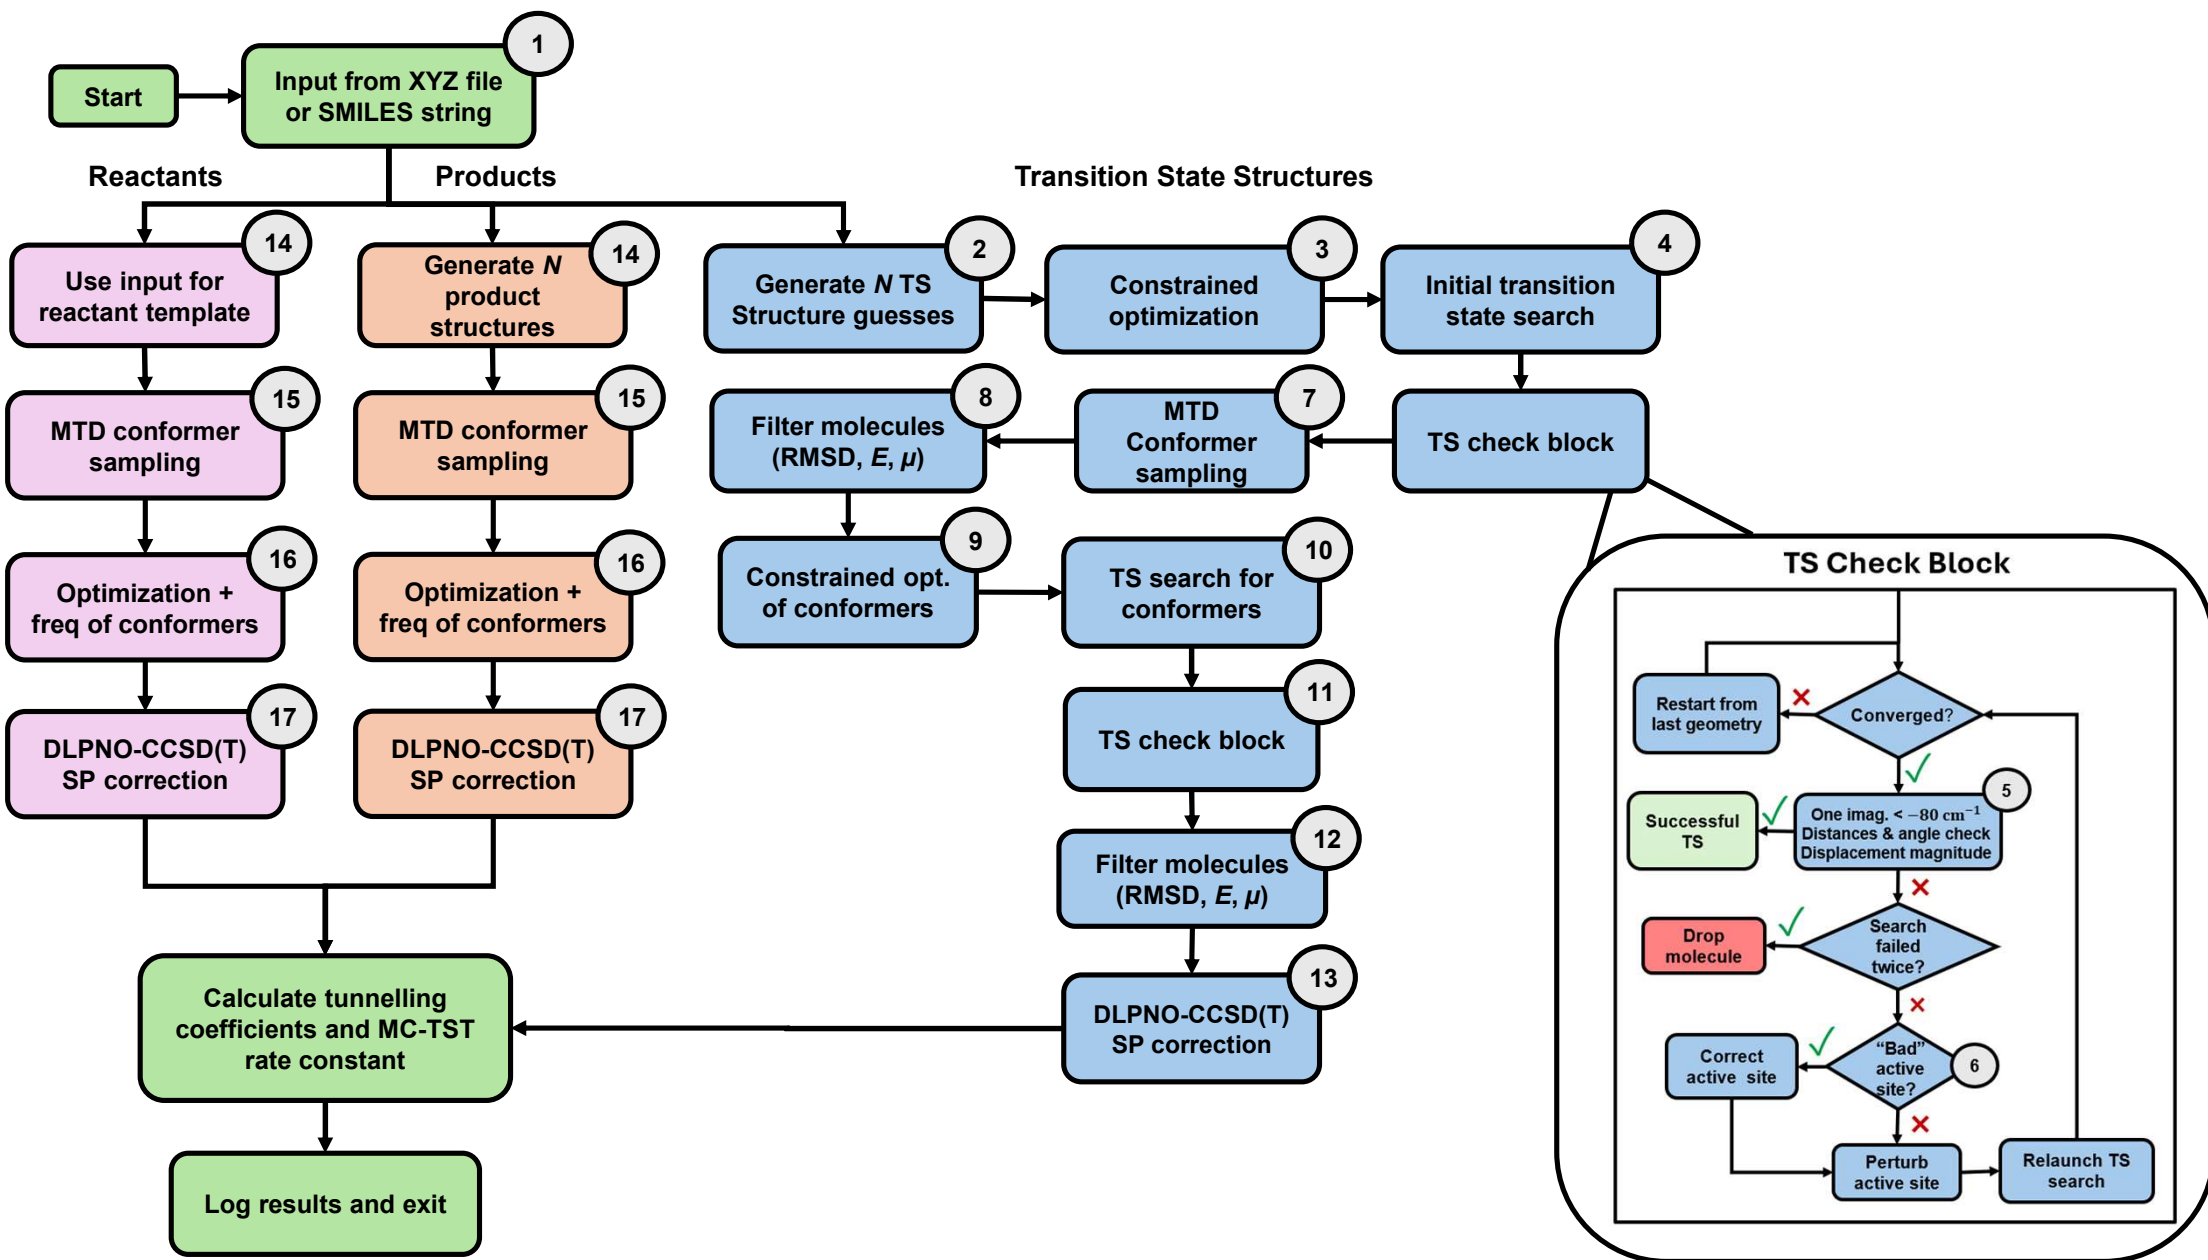 1
Start
Input from XYZ file
or SMILES string
Reactants
Products
Transition State Structures
14
Use input for
reactant template
14
Generate N
product
structures
2
Generate N TS
Structure guesses
3
Constrained
optimization
4
Initial transition
state search
15
MTD conformer
sampling
15
MTD conformer
sampling
8
Filter molecules
(RMSD, E, μ)
7
MTD
Conformer
sampling
TS check block
16
Optimization +
freq of conformers
16
Optimization +
freq of conformers
9
Constrained opt.
of conformers
10
TS search for
conformers
17
DLPNO-CCSD(T)
SP correction
17
DLPNO-CCSD(T)
SP correction
11
TS check block
12
Filter molecules
(RMSD, E, μ)
13
DLPNO-CCSD(T)
SP correction
Calculate tunnelling
coefficients and MC-TST
rate constant
Log results and exit
TS Check Block
Restart from
last geometry
Converged?
5
Successful
TS
One imag. < −80 cm⁻¹
Distances & angle check
Displacement magnitude
Drop
molecule
Search
failed
twice?
Correct
active site
“Bad”
active
site?
6
Perturb
active site
Relaunch TS
search